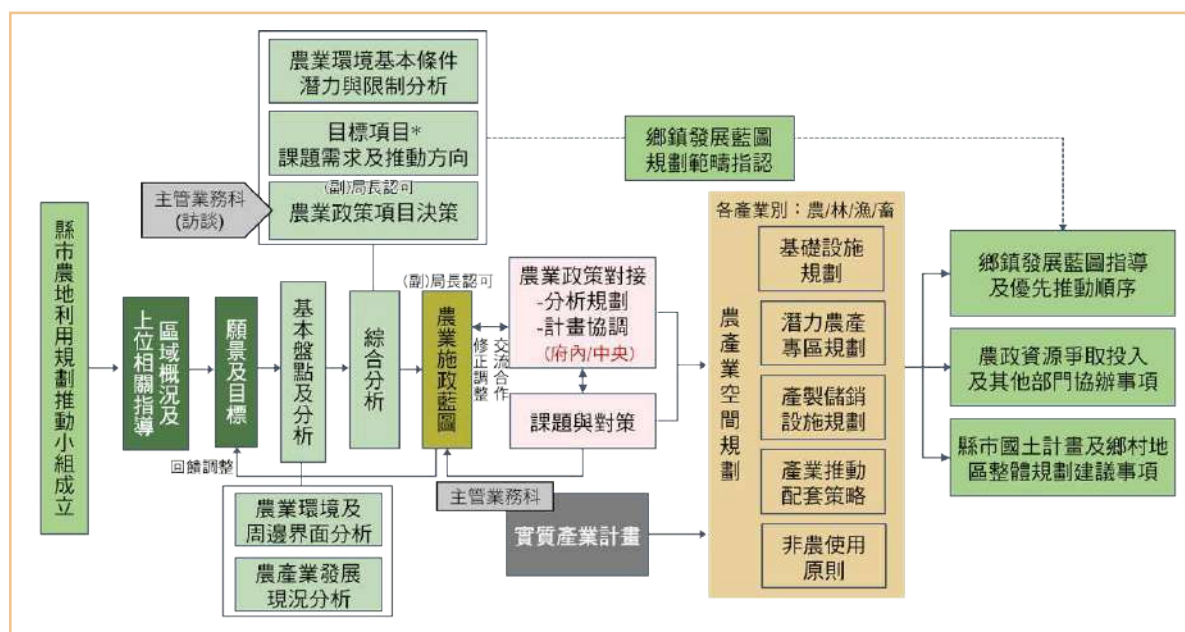 農業環境基本條件
潛力與限制分析
目標項目*
課題需求及推動方向
(副)局長認可
農業政策項目決策
主管業務科
(訪談)
鄉鎮發展藍圖
規劃範疇指認
縣市農地利用規劃推動小組成立
區域概況及
上位相關指導
願景及目標
基本盤點及分析
綜合分析
(副)局長認可
農業施政藍圖
修正調整
交流合作
農業政策對接
-分析規劃
-計畫協調
(府內/中央)
課題與對策
回饋調整
主管業務科
農業環境及
周邊界面分析
農產業發展
現況分析
實質產業計畫
各產業別：農/林/漁/畜
農產業空間規劃
基礎設施
規劃
潛力農產
專區規劃
產製儲銷
設施規劃
產業推動
配套策略
非農使用
原則
鄉鎮發展藍圖指導
及優先推動順序
農政資源爭取投入
及其他部門協辦事項
縣市國土計畫及鄉村地
區整體規劃建議事項